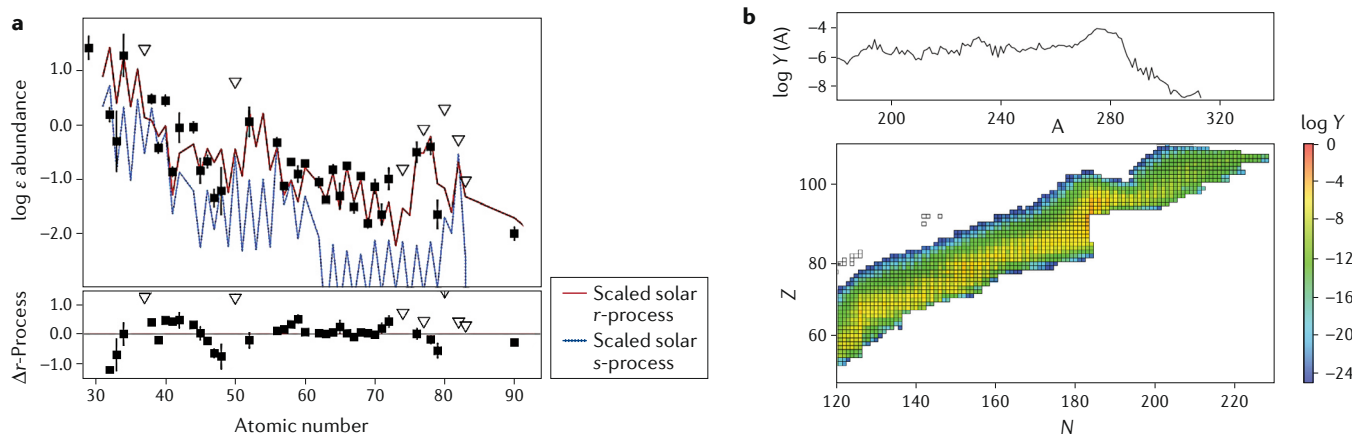 a
log ε abundance
1.0
0.0
−1.0
−2.0
Δr-Process
1.0
0.0
−1.0
30 40 50 60 70 80 90
Atomic number
Scaled solar
r-process
Scaled solar
s-process
b
log Y (A)
−4
−6
−8
200 240 280 320
A
log Y
Z
100
80
60
120 140 160 180 200 220
N
0
−4
−8
−12
−16
−20
−24